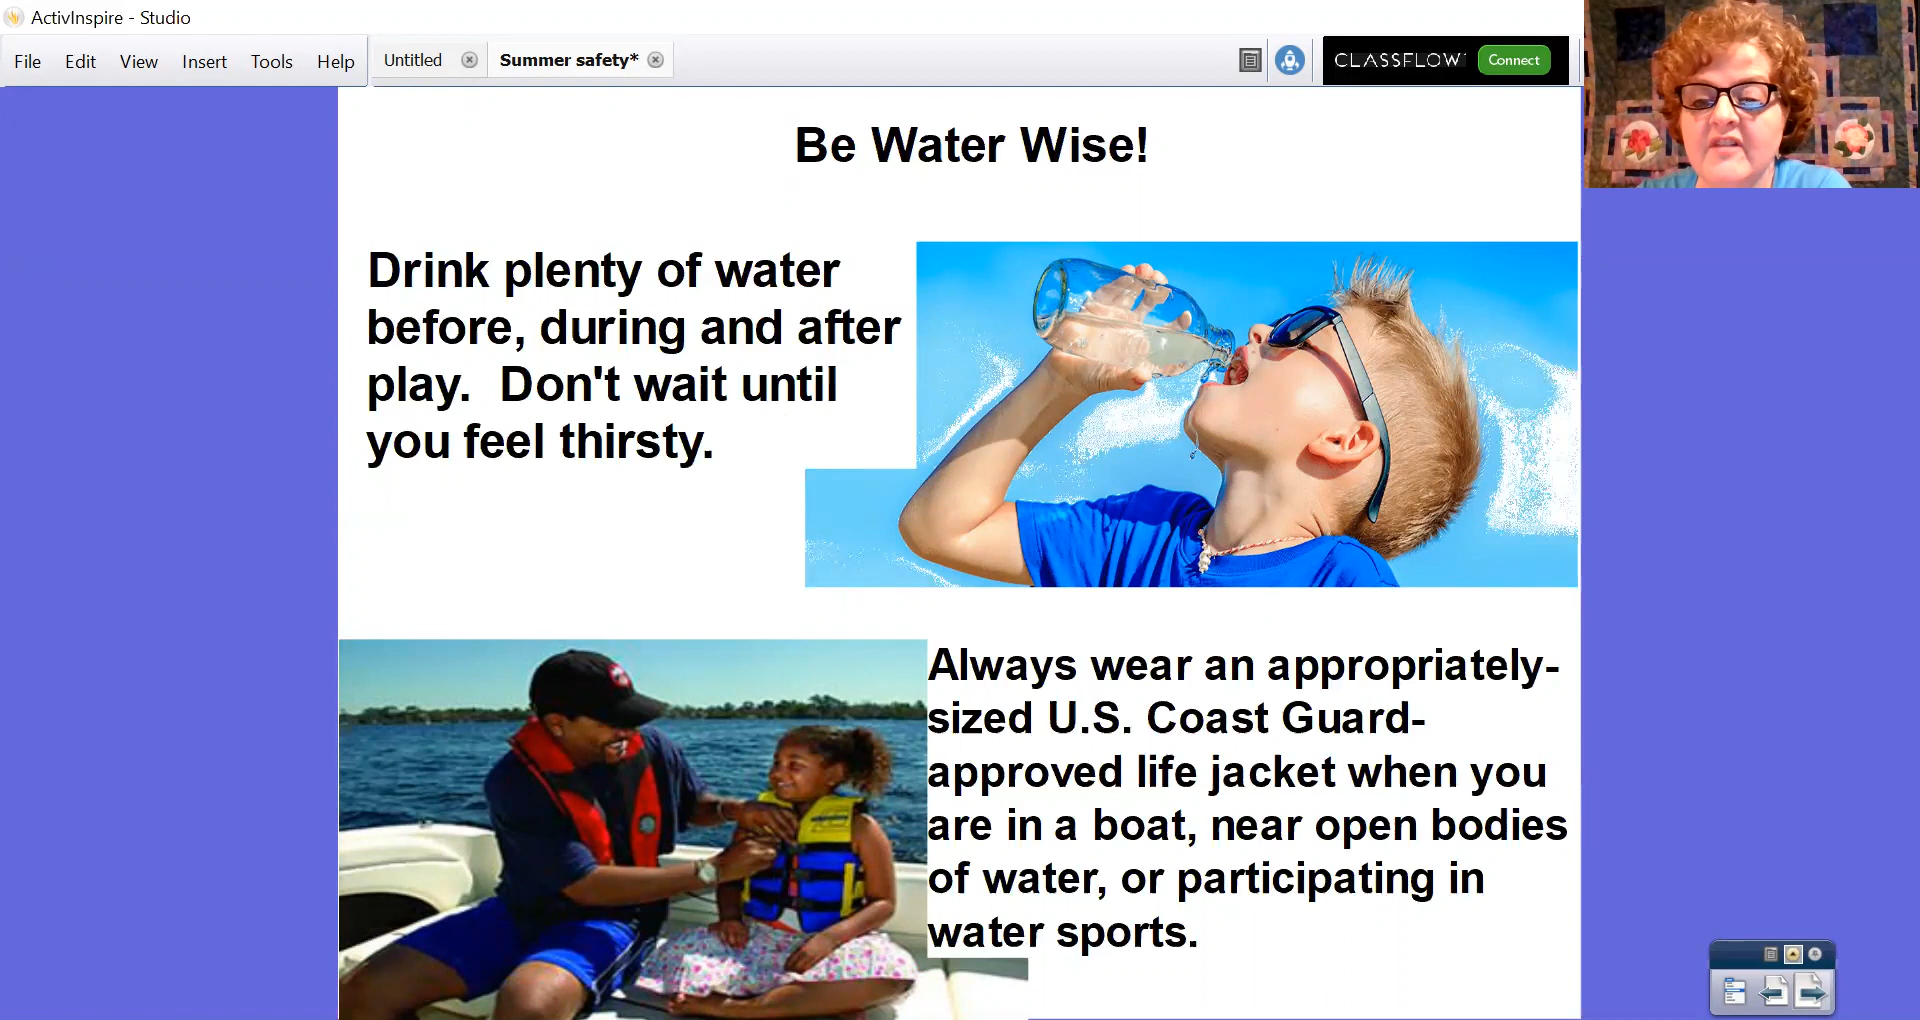 ActivInspire - Studio
File Edit View Insert Tools Help
Untitled
Summer safety*
CLASSFLOW
Connect
Be Water Wise!
Drink plenty of water
before, during and after
play. Don't wait until
you feel thirsty.
Always wear an appropriately-
sized U.S. Coast Guard-
approved life jacket when you
are in a boat, near open bodies
of water, or participating in
water sports.